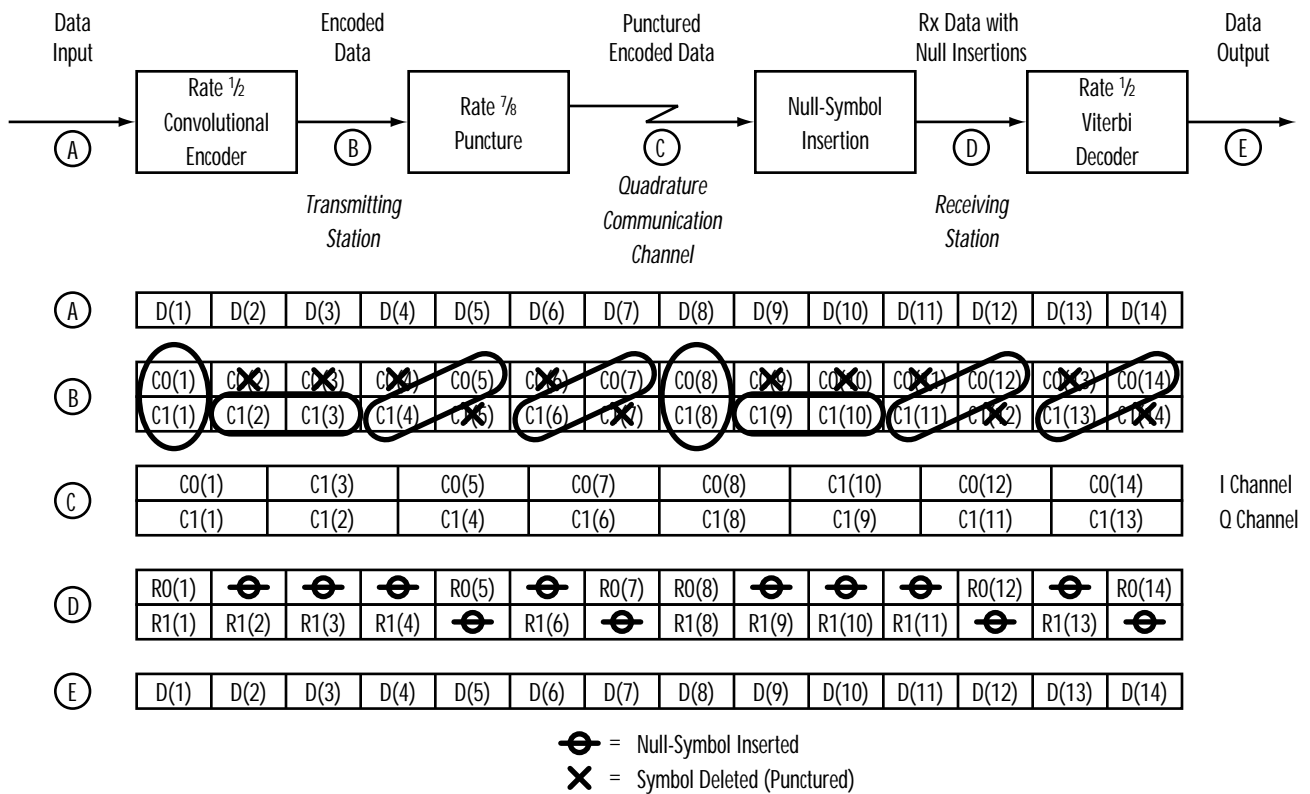 Data Input
Encoded Data
Punctured Encoded Data
Rx Data with Null Insertions
Data Output
Rate ½ Convolutional Encoder
Rate ⅞ Puncture
Null-Symbol Insertion
Rate ½ Viterbi Decoder
A
B
C
D
E
Transmitting Station
Quadrature Communication Channel
Receiving Station
A D(1) D(2) D(3) D(4) D(5) D(6) D(7) D(8) D(9) D(10) D(11) D(12) D(13) D(14)
B
C0(1) C0(5) C0(7) C0(8) C0(12) C0(14)
C1(1) C1(2) C1(3) C1(4) C1(6) C1(8) C1(9) C1(10) C1(11) C1(13)
C
C0(1) C1(3) C0(5) C0(7) C0(8) C1(10) C0(12) C0(14) I Channel
C1(1) C1(2) C1(4) C1(6) C1(8) C1(9) C1(11) C1(13) Q Channel
D
R0(1) R0(5) R0(7) R0(8) R0(12) R0(14)
R1(1) R1(2) R1(3) R1(4) R1(6) R1(8) R1(9) R1(10) R1(11) R1(13)
E D(1) D(2) D(3) D(4) D(5) D(6) D(7) D(8) D(9) D(10) D(11) D(12) D(13) D(14)
= Null-Symbol Inserted
= Symbol Deleted (Punctured)